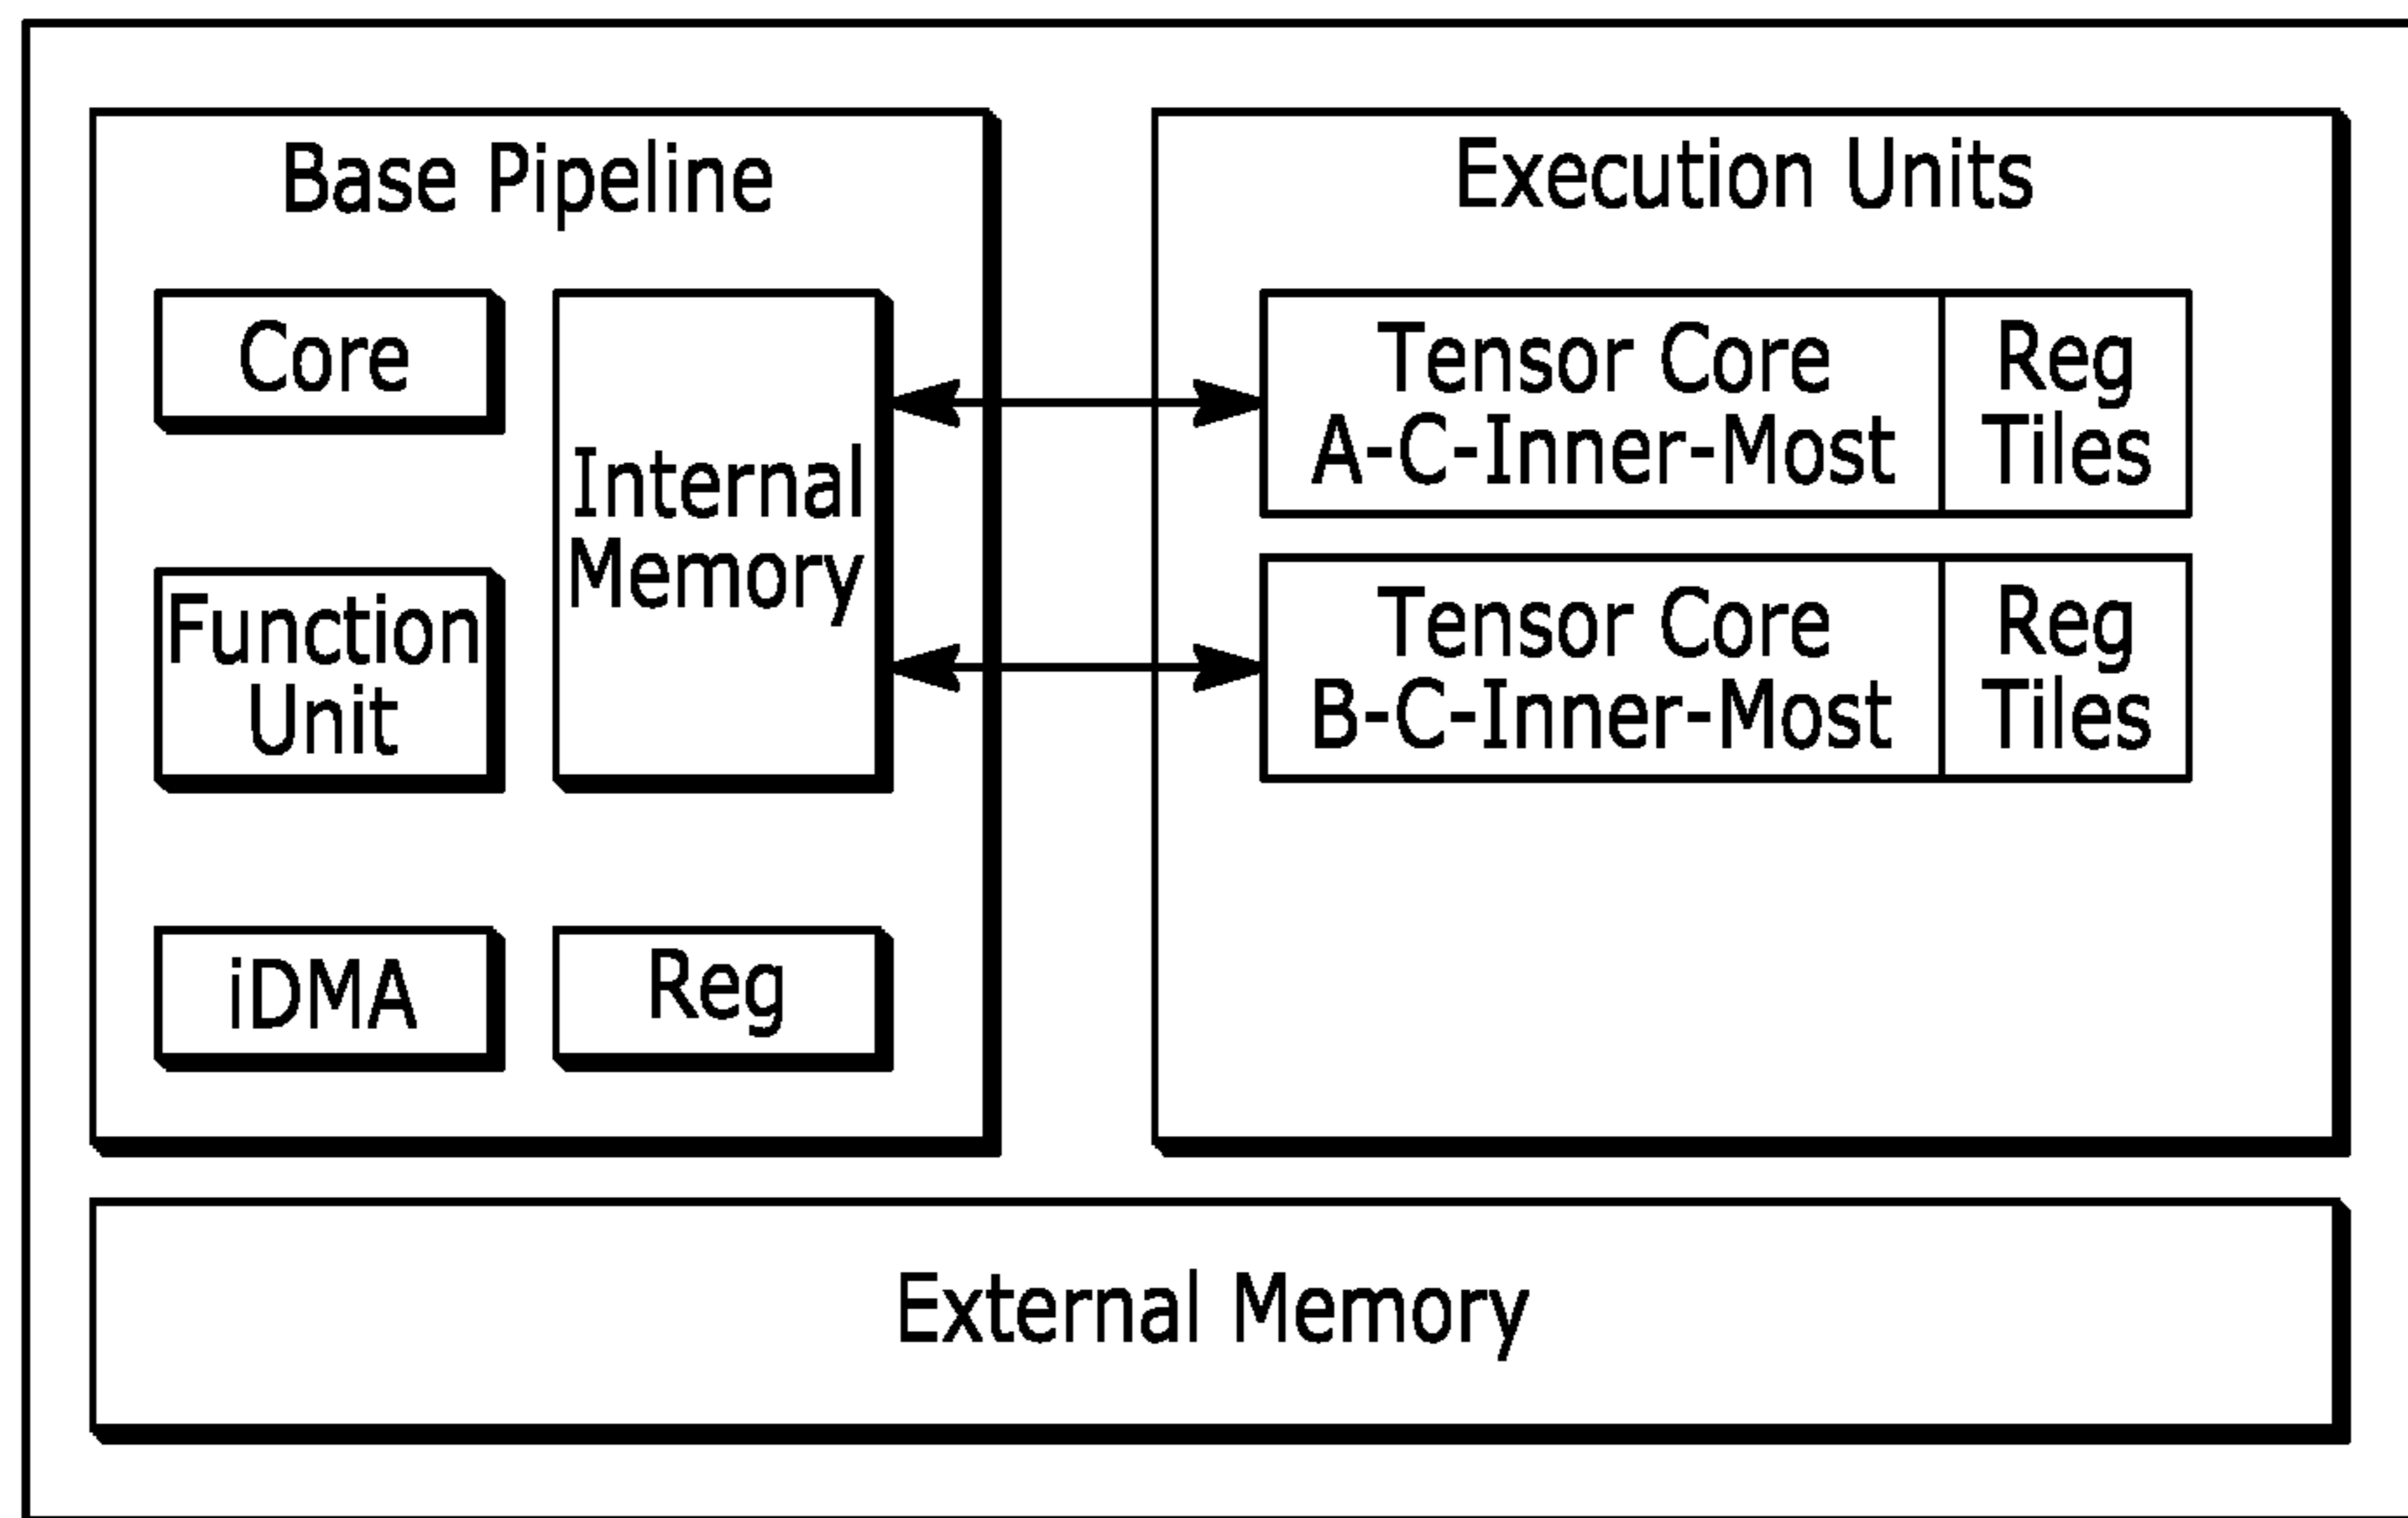 Base Pipeline
Core
Internal
Memory
Function
Unit
iDMA
Reg
Execution Units
Tensor Core
A-C-Inner-Most
Reg
Tiles
Tensor Core
B-C-Inner-Most
Reg
Tiles
External Memory